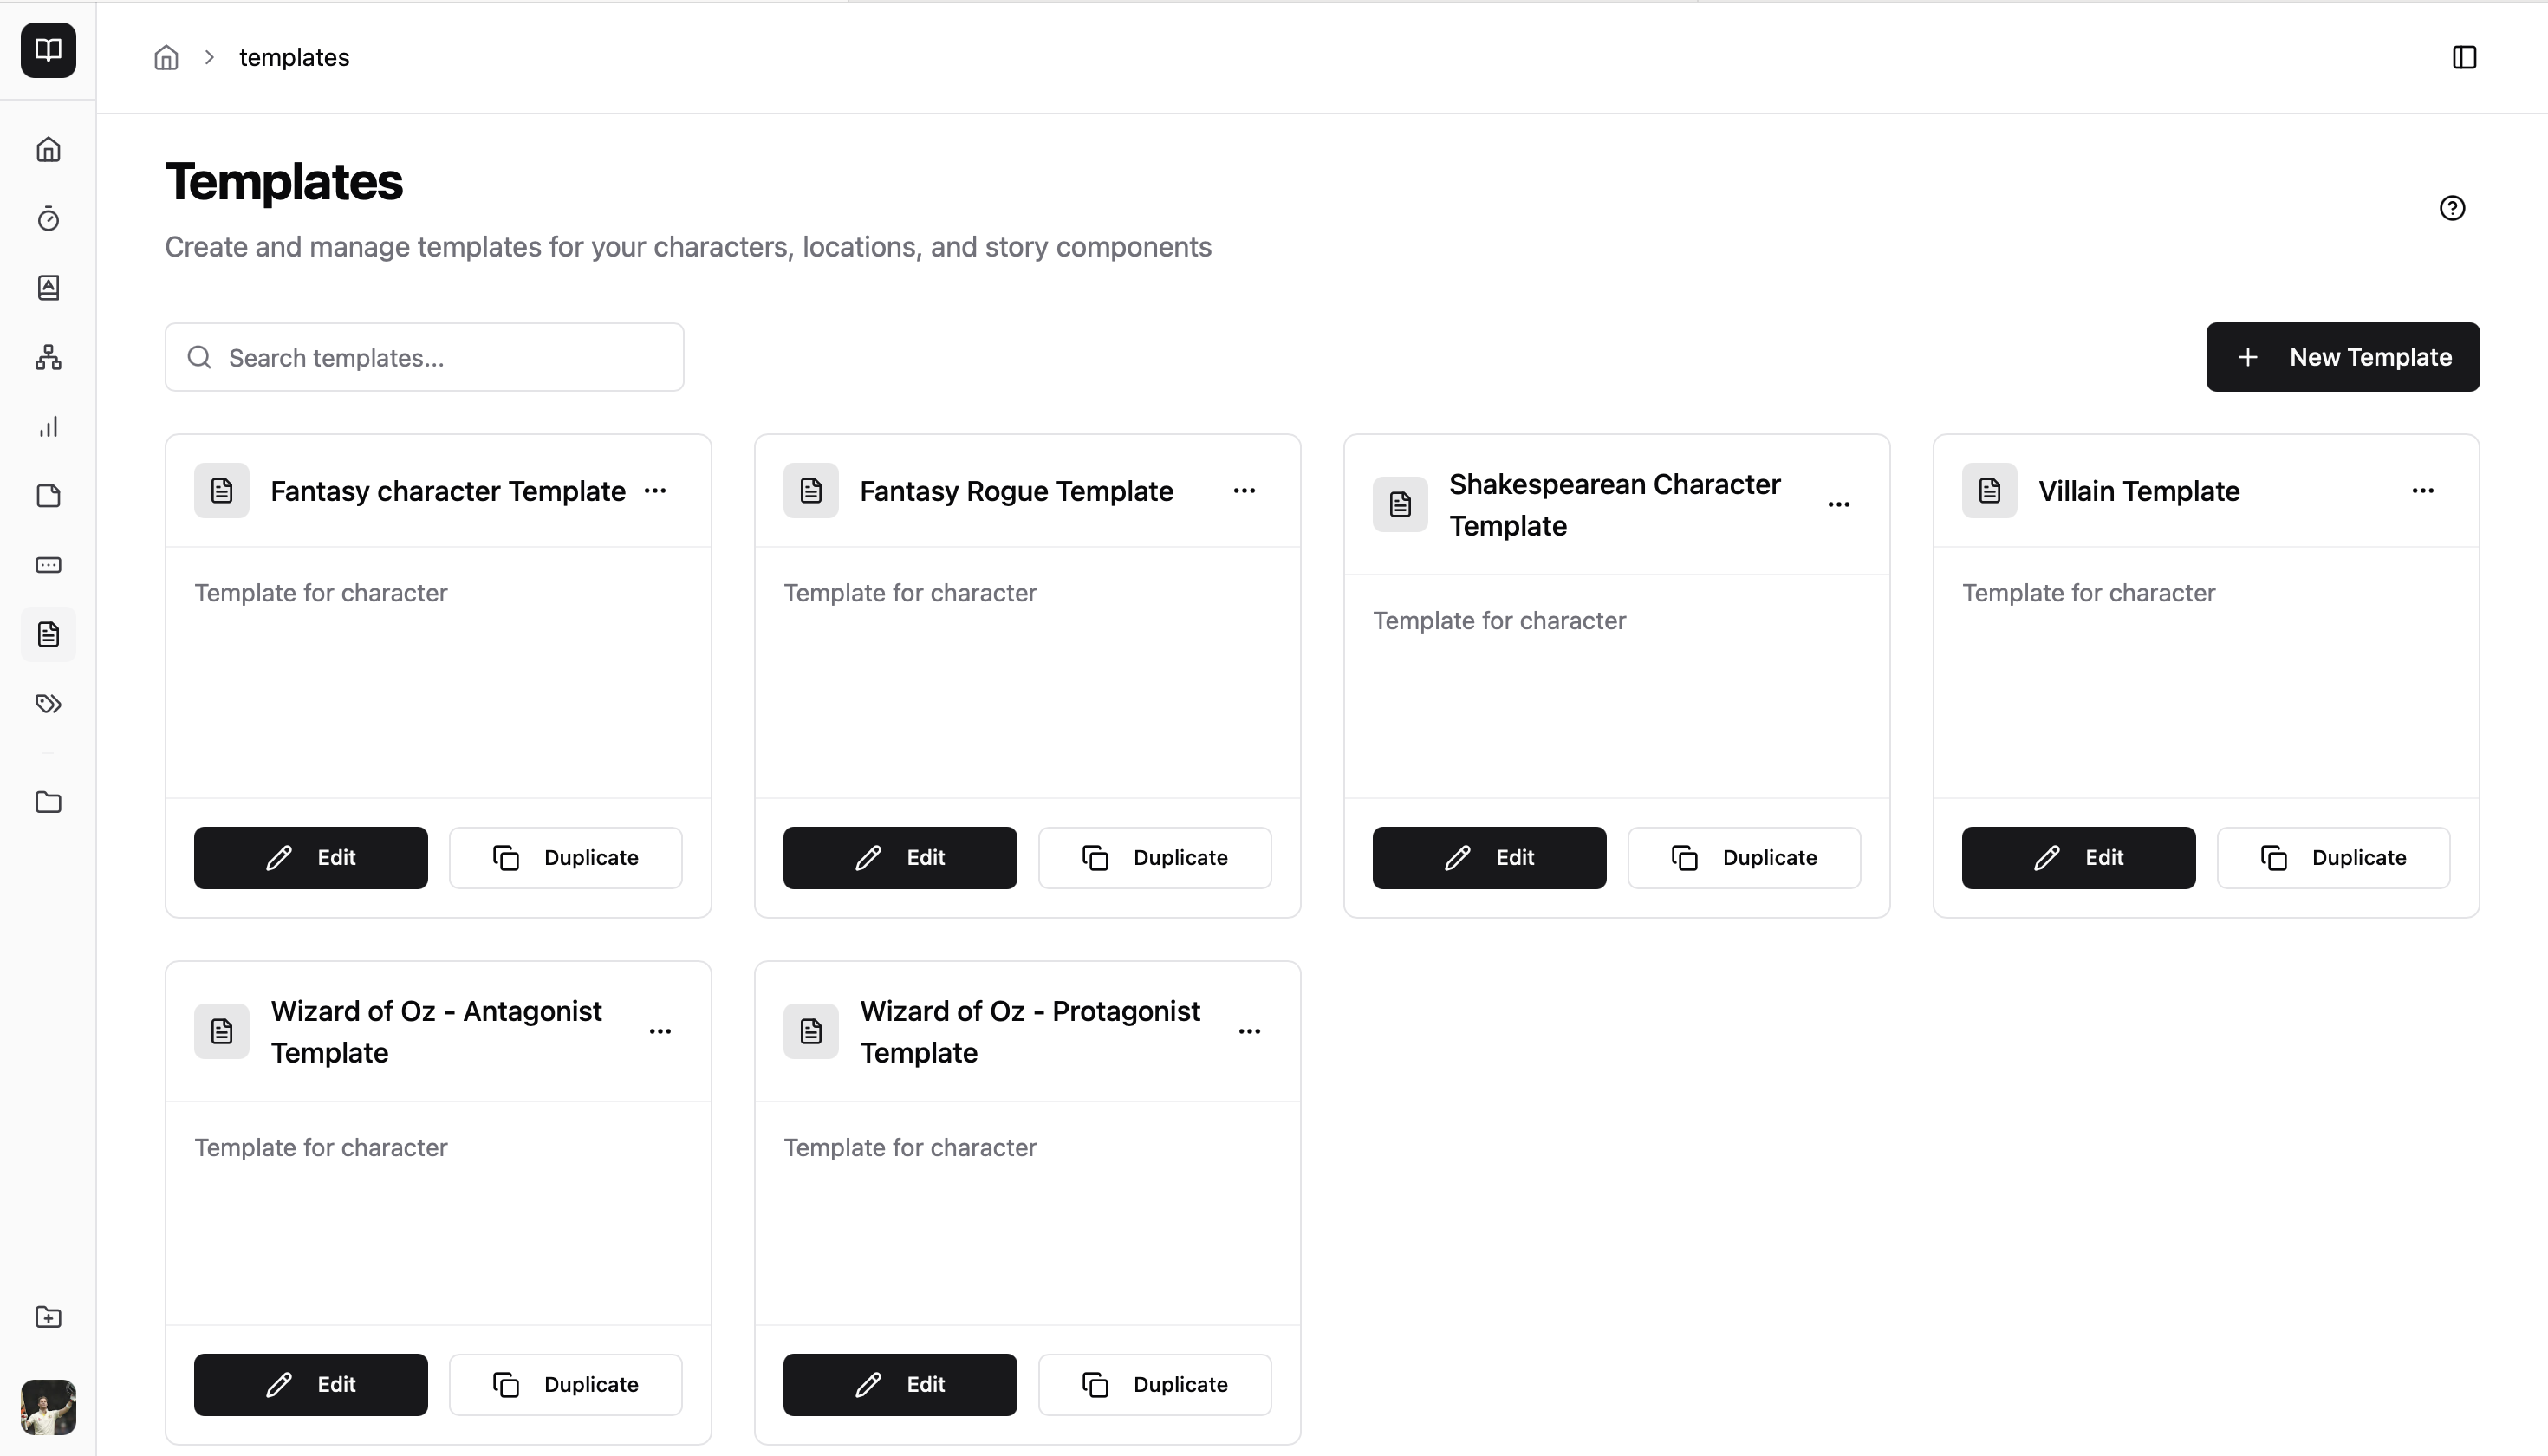 templates
Templates
Create and manage templates for your characters, locations, and story components
Search templates...
New Template
Fantasy character Template
Template for character
Edit
Duplicate
Fantasy Rogue Template
Template for character
Edit
Duplicate
Shakespearean Character
Template
Template for character
Edit
Duplicate
Villain Template
Template for character
Edit
Duplicate
Wizard of Oz - Antagonist
Template
Template for character
Edit
Duplicate
Wizard of Oz - Protagonist
Template
Template for character
Edit
Duplicate